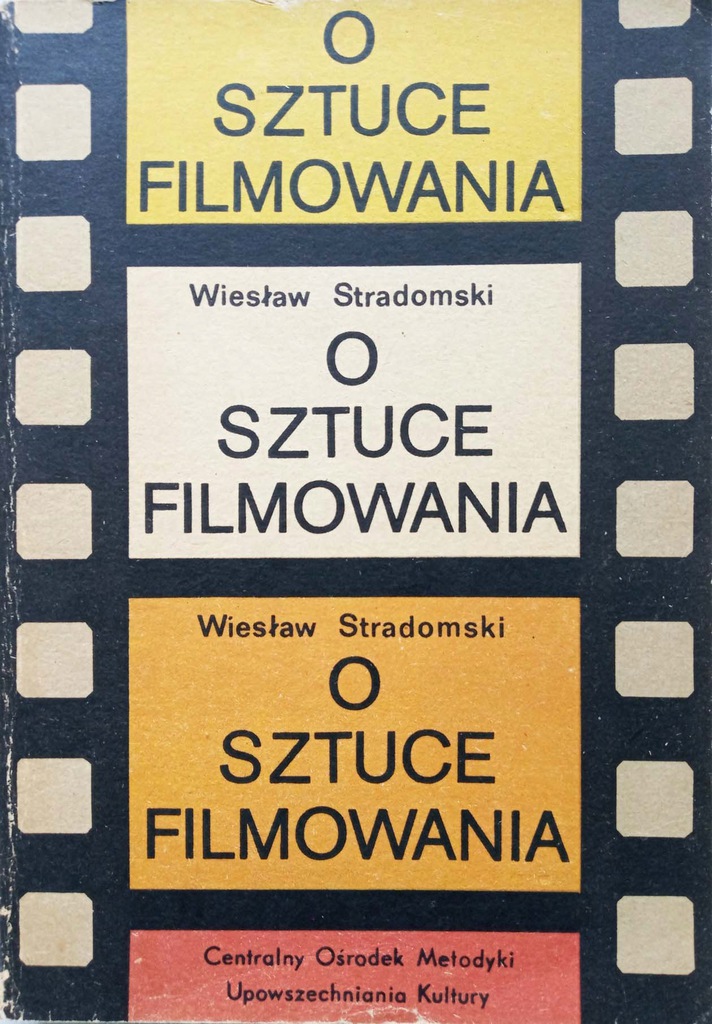 O
SZTUCE
FILMOWANIA
Wiesław Stradomski
O
SZTUCE
FILMOWANIA
Wiesław Stradomski
O
SZTUCE
FILMOWANIA
Centralny Ośrodek Metodyki
Upowszechniania Kultury